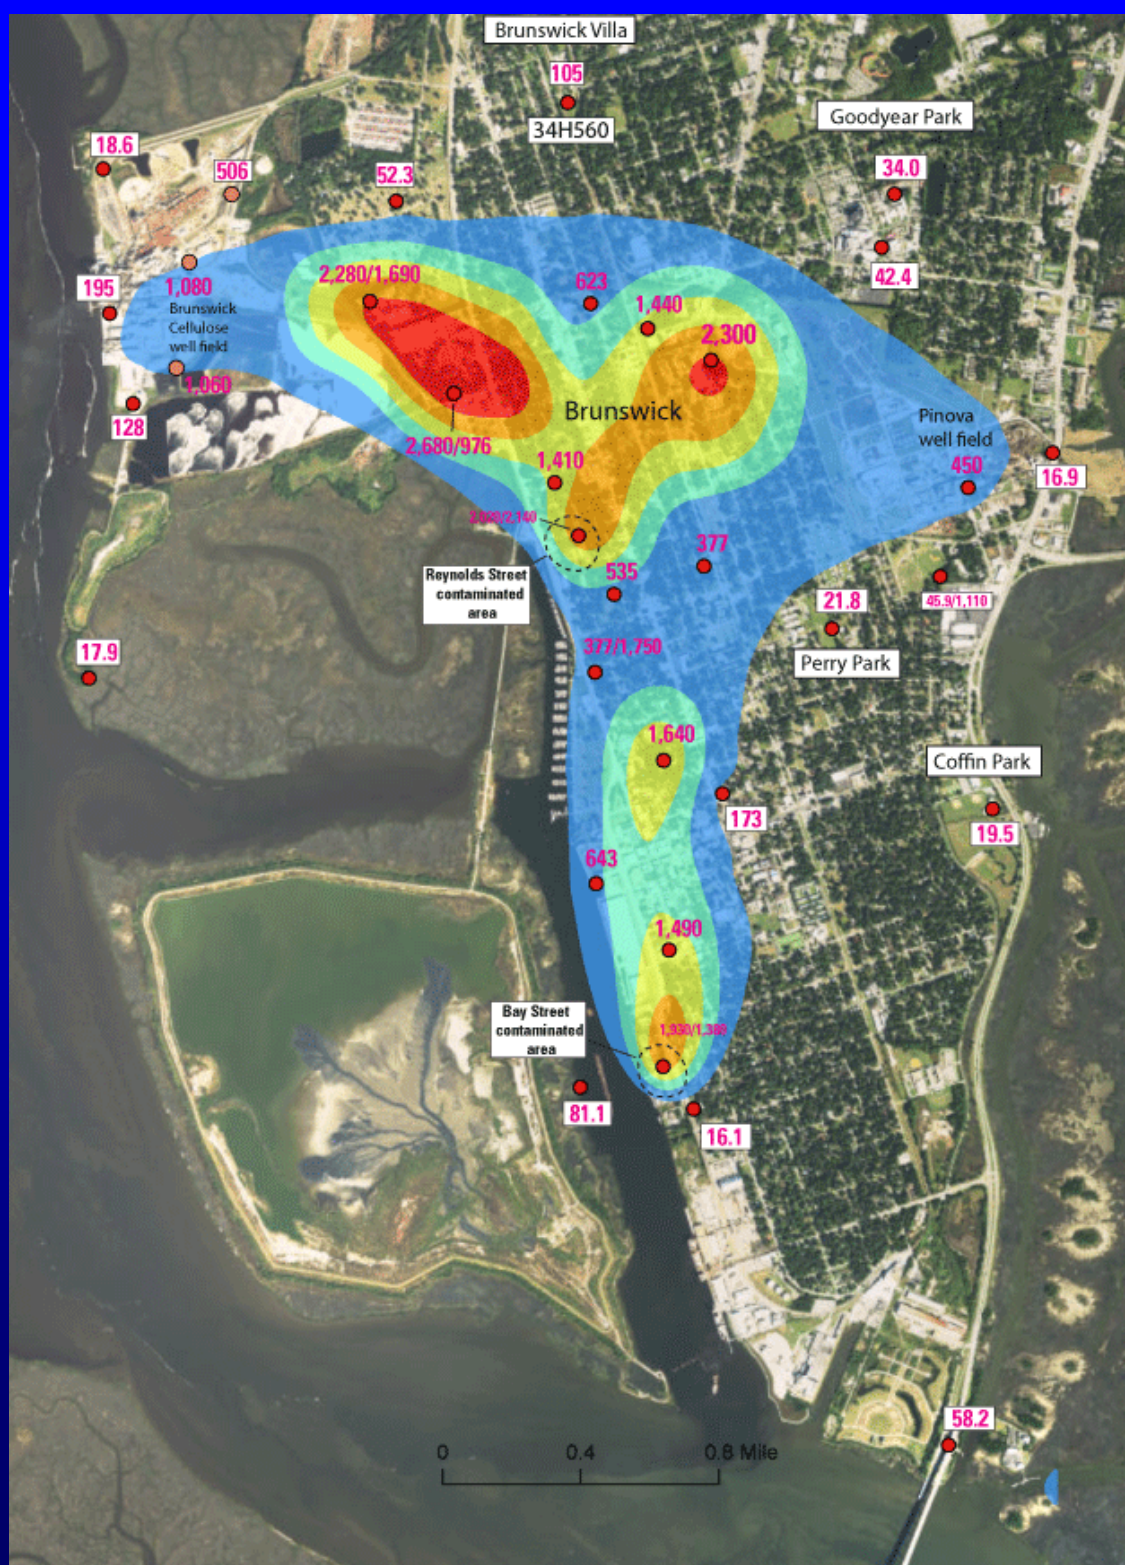 Brunswick Villa
105
34H560
Goodyear Park
18.6
506
52.3
34.0
42.4
2,280/1,690
623
195
1,080
Brunswick
Cellulose
well field
1,440
2,300
1,060
128
Brunswick
Pinova
well field
450
16.9
2,680/976
1,410
377
Reynolds Street
contaminated
area
535
21.8
45.9/1,110
17.9
377/1,750
Perry Park
1,640
Coffin Park
173
19.5
643
1,490
Bay Street
contaminated
area
81.1
16.1
58.2
0 0.4 0.8 Mile